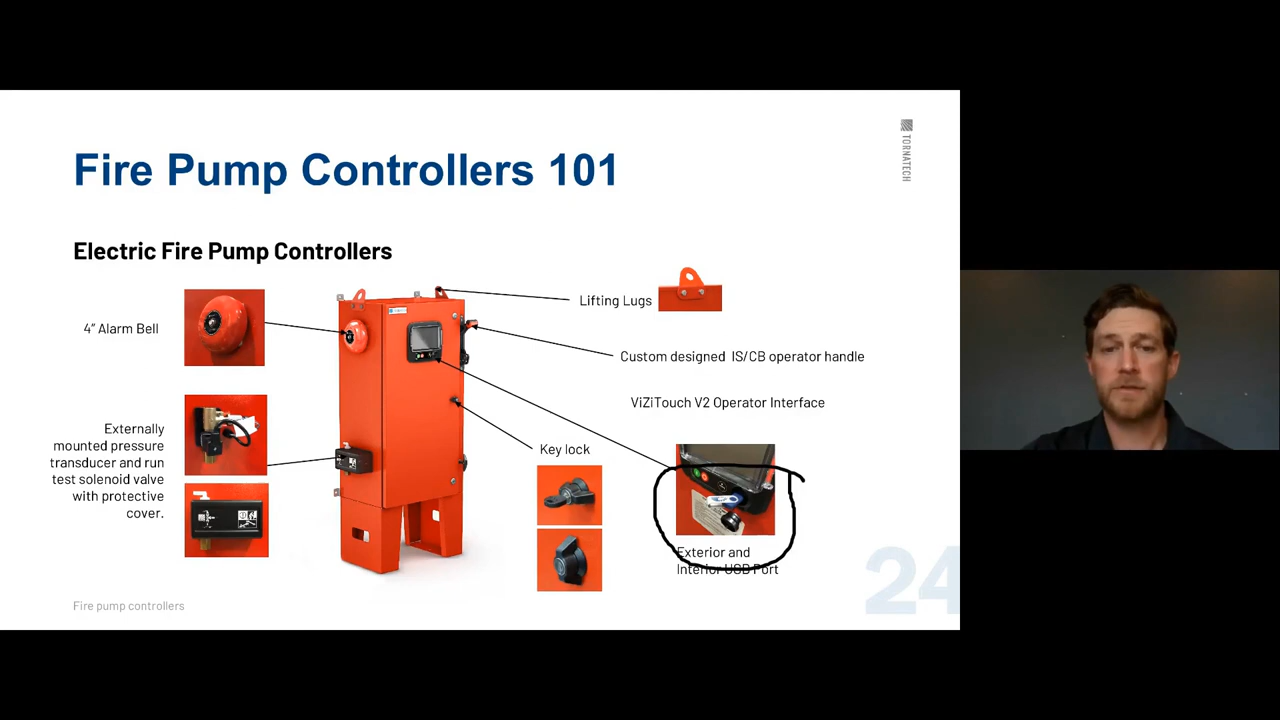 Fire Pump Controllers 101
TORNATECH
Electric Fire Pump Controllers
4” Alarm Bell
Lifting Lugs
Custom designed IS/CB operator handle
ViZiTouch V2 Operator Interface
Externally
mounted pressure
transducer and run
test solenoid valve
with protective
cover.
Key lock
Exterior and
Interior USB Port
Fire pump controllers
24